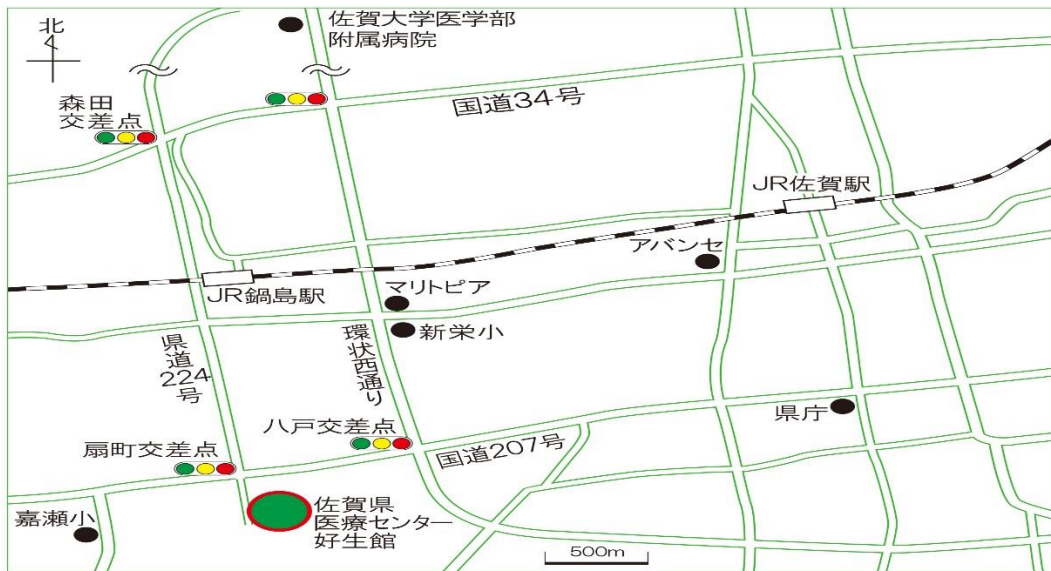 北
佐賀大学医学部
附属病院
森田
交差点
国道34号
JR佐賀駅
アバンセ
JR鍋島駅
マリトピア
新栄小
県道224号
環状西通り
県庁
八戸交差点
扇町交差点
国道207号
佐賀県
医療センター
好生館
嘉瀬小
500m